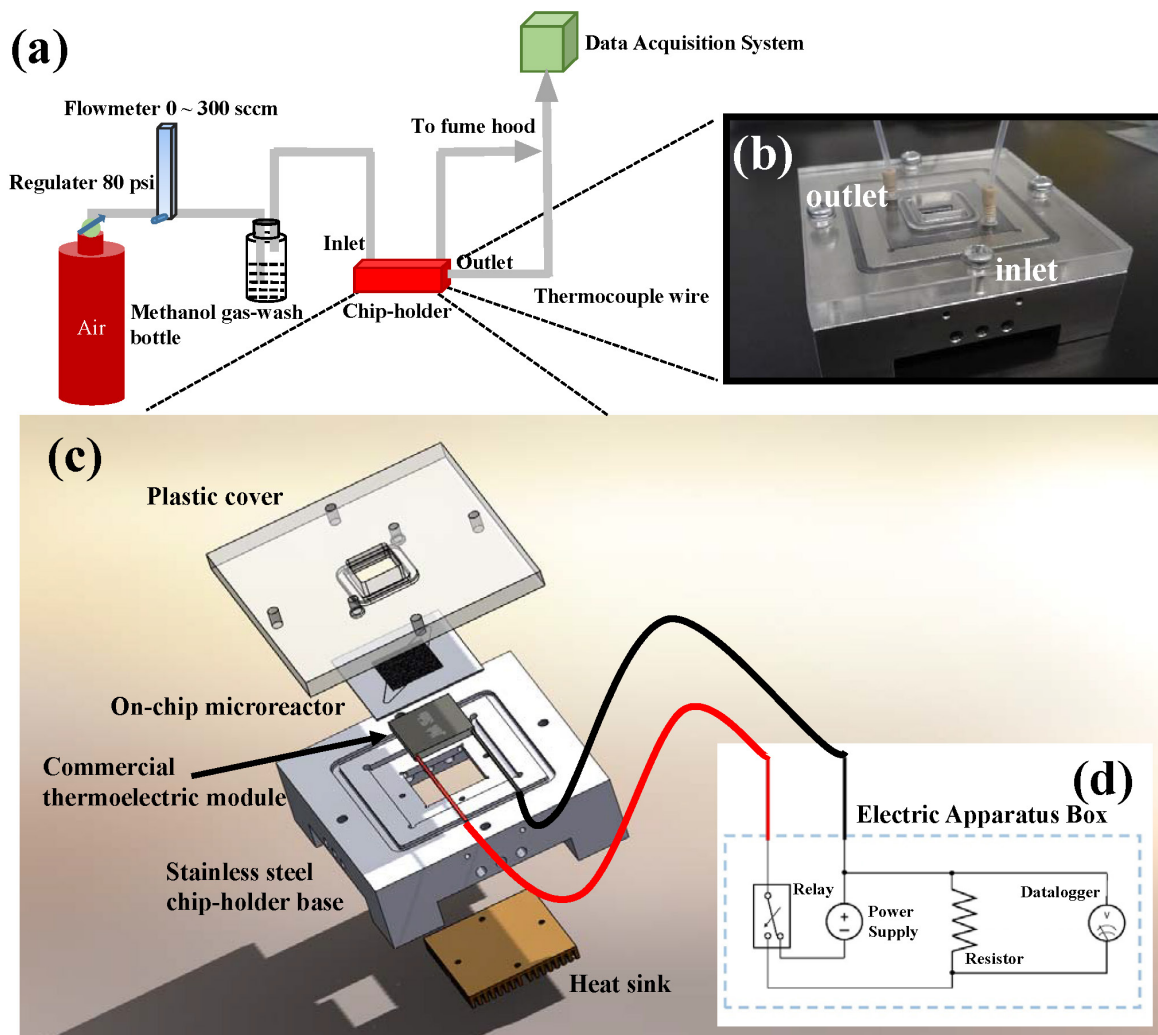 (a)
Data Acquisition System
Flowmeter 0 ~ 300 sccm
To fume hood
Regulater 80 psi
Inlet
Outlet
Methanol gas-wash
bottle
Chip-holder
Thermocouple wire
Air
(b)
outlet
inlet
(c)
Plastic cover
On-chip microreactor
Commercial
thermoelectric module
Stainless steel
chip-holder base
Heat sink
(d)
Electric Apparatus Box
Relay
Power
Supply
Resistor
Datalogger
V